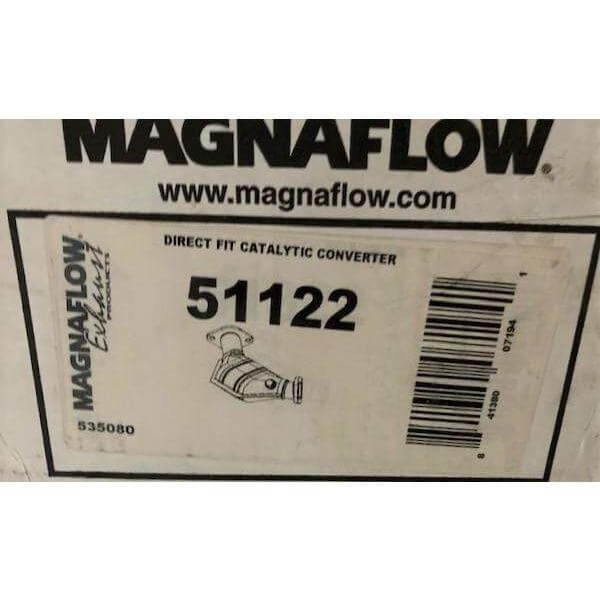 MAGNAFLOW.
www.magnaflow.com
DIRECT FIT CATALYTIC CONVERTER
51122
MAGNAFLOW.
Exhaust
PRODUCTS
535080
8 41380 07194 1